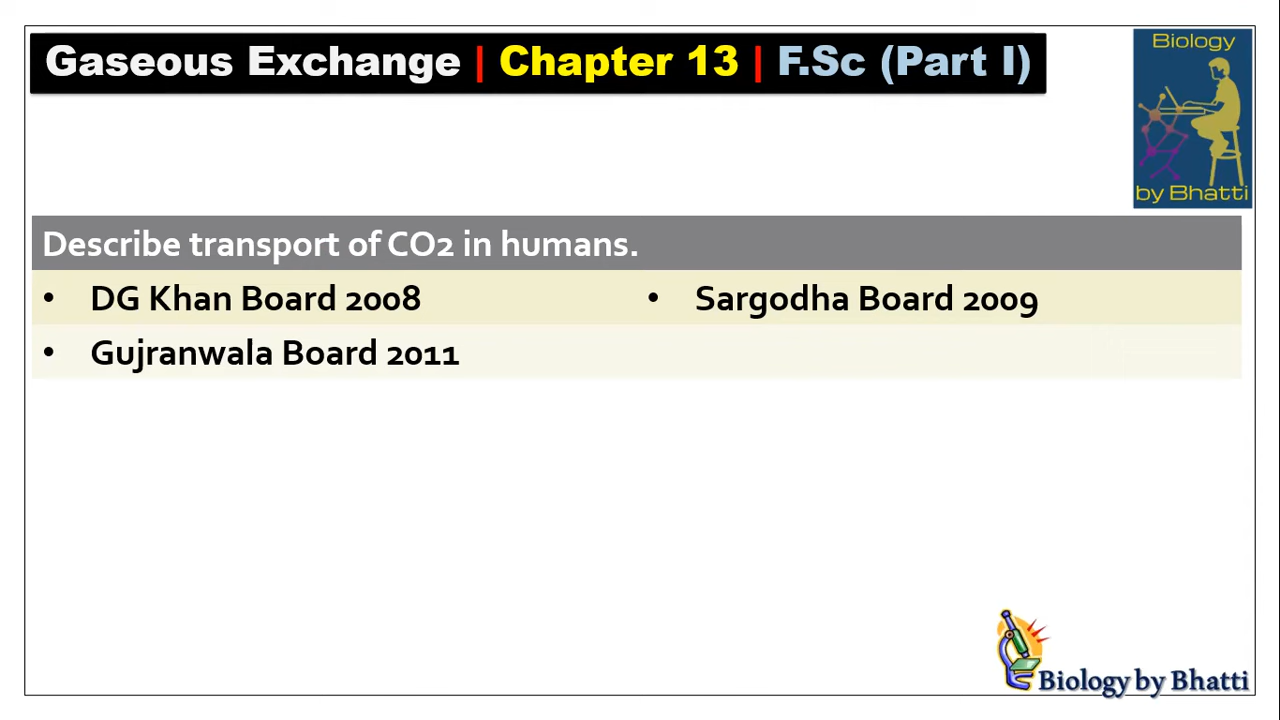 Gaseous Exchange | Chapter 13 | F.Sc (Part I)
Biology
by Bhatti
Describe transport of CO2 in humans.
• DG Khan Board 2008
• Sargodha Board 2009
• Gujranwala Board 2011
Biology by Bhatti